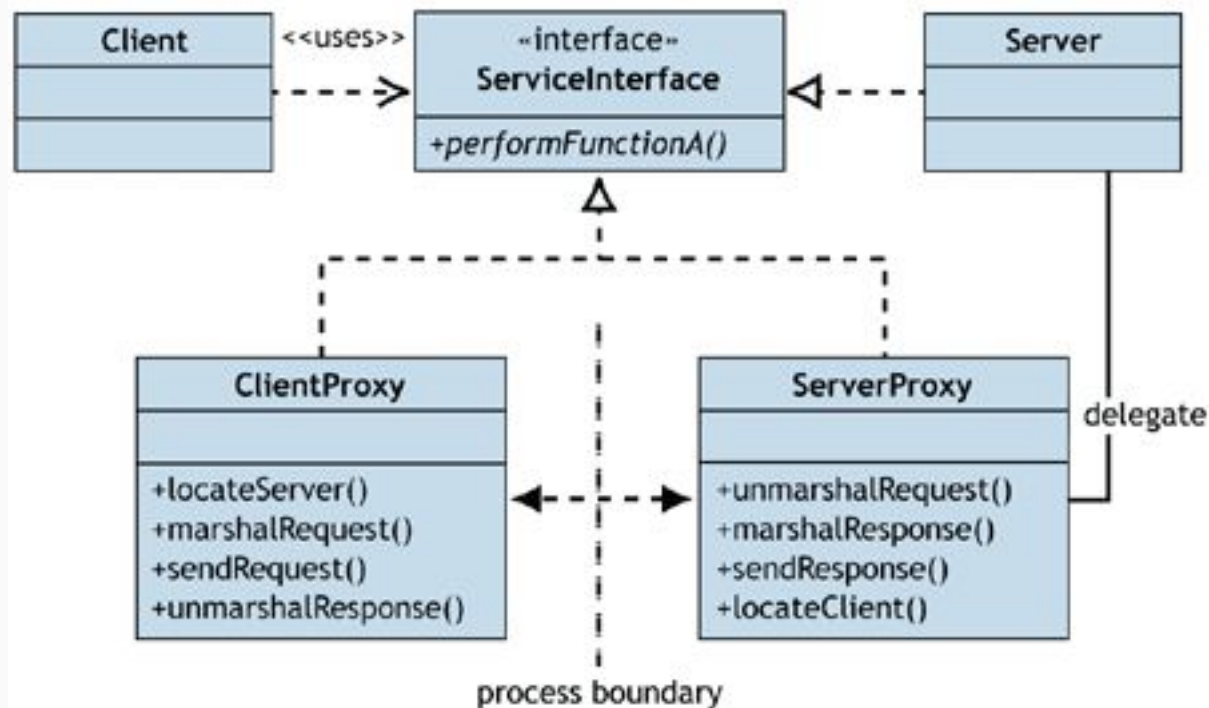 Client
<<uses>>
«interface»
ServiceInterface
+performFunctionA()
Server
ClientProxy
+locateServer()
+marshalRequest()
+sendRequest()
+unmarshalResponse()
ServerProxy
+unmarshalRequest()
+marshalResponse()
+sendResponse()
+locateClient()
delegate
process boundary